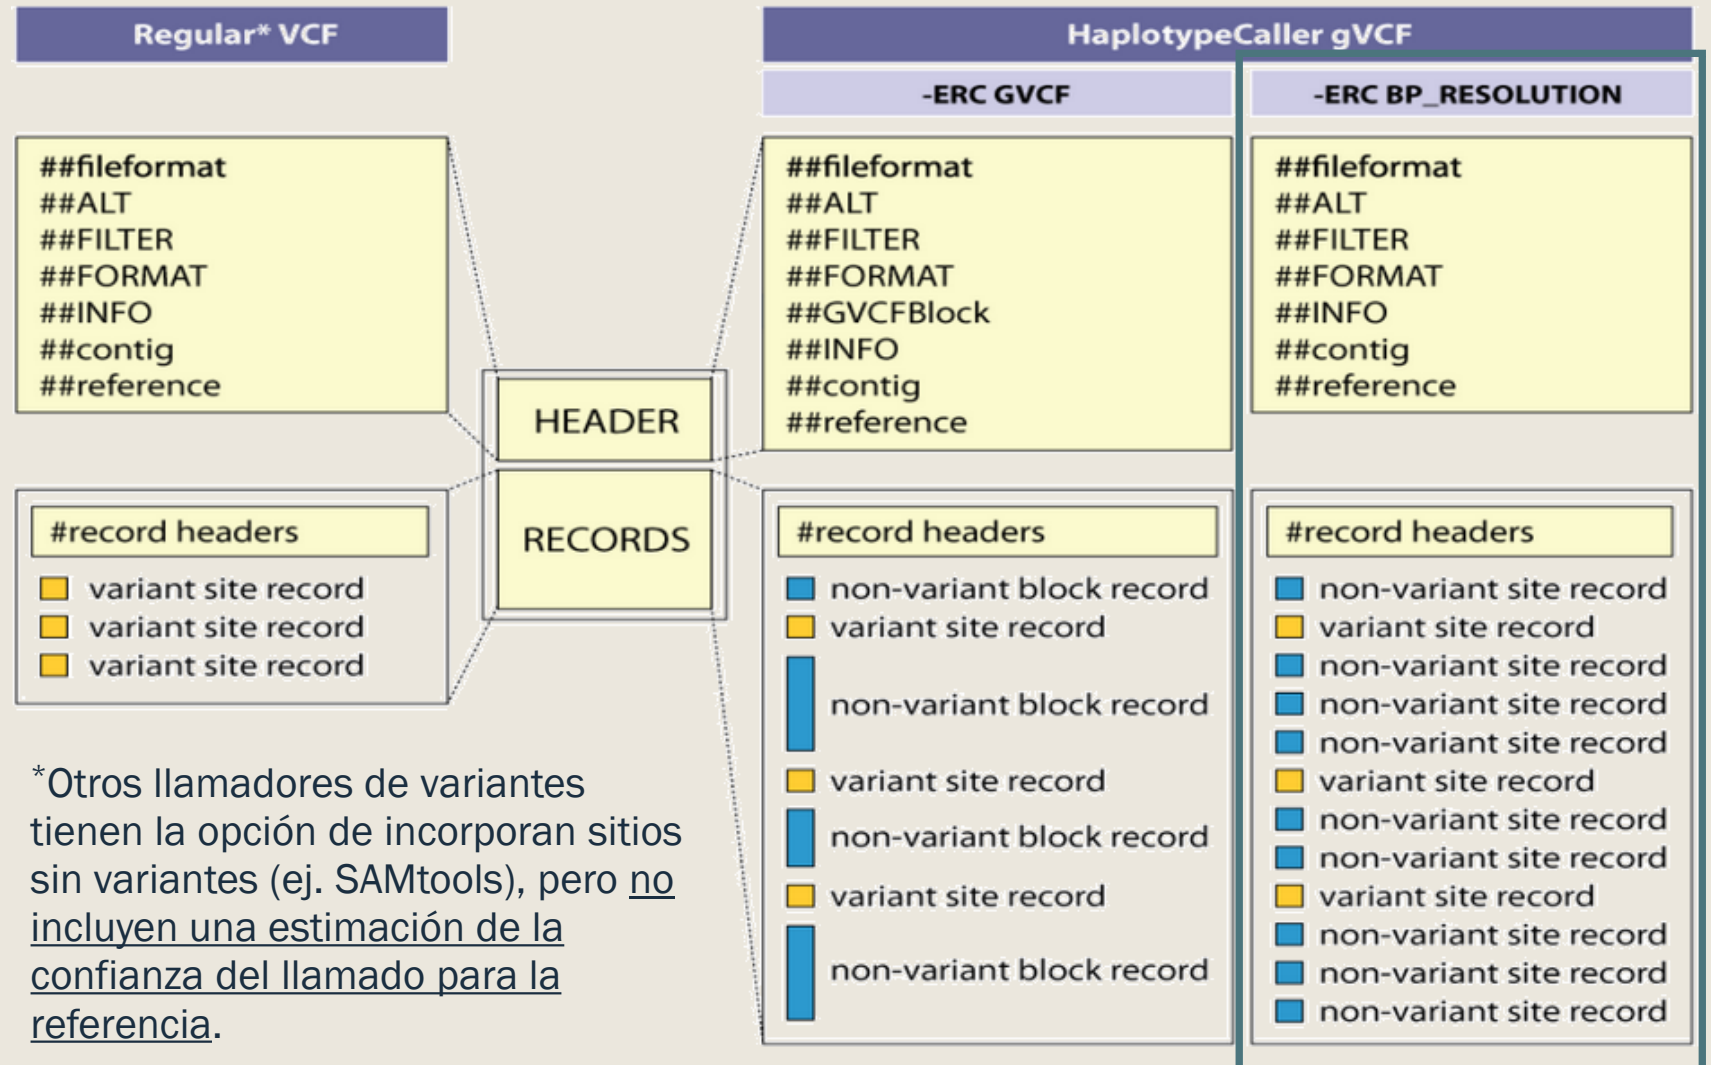 Regular* VCF
HaplotypeCaller gVCF
-ERC GVCF
-ERC BP_RESOLUTION
##fileformat
##ALT
##FILTER
##FORMAT
##INFO
##contig
##reference
##fileformat
##ALT
##FILTER
##FORMAT
##GVCFBlock
##INFO
##contig
##reference
##fileformat
##ALT
##FILTER
##FORMAT
##INFO
##contig
##reference
HEADER
RECORDS
#record headers
variant site record
variant site record
variant site record
#record headers
non-variant block record
variant site record
non-variant block record
variant site record
non-variant block record
variant site record
non-variant block record
#record headers
non-variant site record
variant site record
non-variant site record
non-variant site record
non-variant site record
variant site record
non-variant site record
non-variant site record
variant site record
non-variant site record
non-variant site record
non-variant site record
*Otros llamadores de variantes
tienen la opción de incorporan sitios
sin variantes (ej. SAMtools), pero no
incluyen una estimación de la
confianza del llamado para la
referencia.